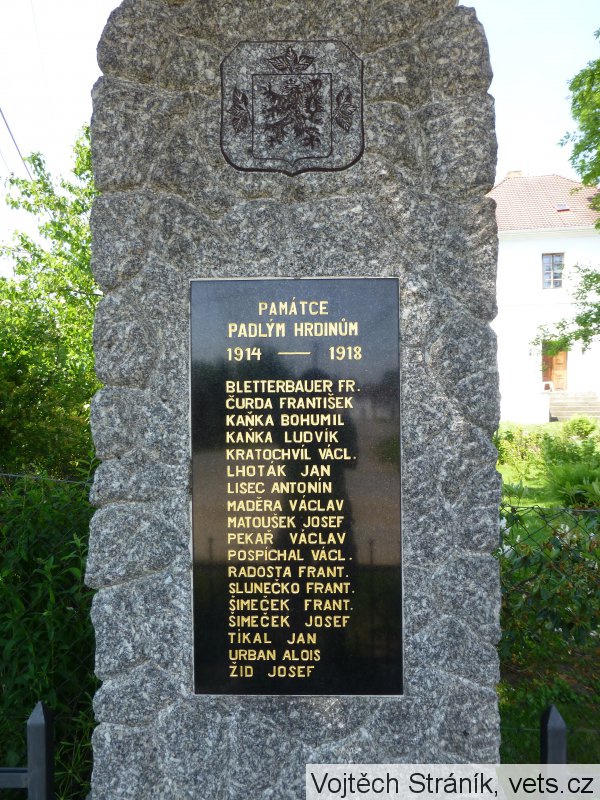 PAMÁTCE
PADLÝM HRDINŮM
1914 — 1918
BLETTERBAUER FR.
ČURDA FRANTIŠEK
KAŇKA BOHUMIL
KAŇKA LUDVÍK
KRATOCHVÍL VÁCL.
LHOTÁK JAN
LISEC ANTONÍN
MADĚRA VÁCLAV
MATOUŠEK JOSEF
PEKAŘ VÁCLAV
POSPÍCHAL VÁCL.
RADOSTA FRANT.
SLUNEČKO FRANT.
ŠIMEČEK FRANT.
ŠIMEČEK JOSEF
TÍKAL JAN
URBAN ALOIS
ŽID JOSEF
Vojtěch Stráník, vets.cz